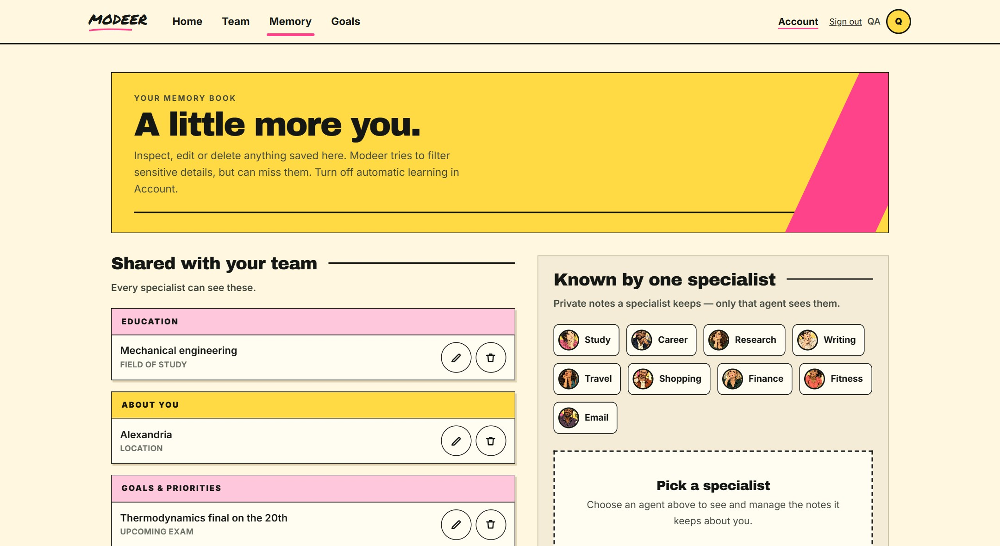 MODEER
Home
Team
Memory
Goals
Account
Sign out
QA
Q
YOUR MEMORY BOOK
A little more you.
Inspect, edit or delete anything saved here. Modeer tries to filter
sensitive details, but can miss them. Turn off automatic learning in
Account.
Shared with your team
Every specialist can see these.
EDUCATION
Mechanical engineering
FIELD OF STUDY
ABOUT YOU
Alexandria
LOCATION
GOALS & PRIORITIES
Thermodynamics final on the 20th
UPCOMING EXAM
Known by one specialist
Private notes a specialist keeps — only that agent sees them.
Study
Career
Research
Writing
Travel
Shopping
Finance
Fitness
Email
Pick a specialist
Choose an agent above to see and manage the notes it
keeps about you.